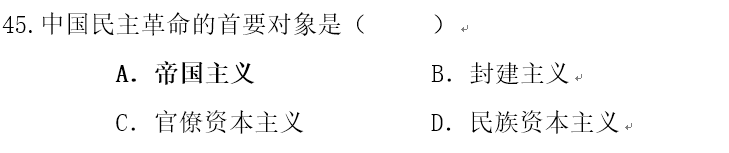 45.中国民主革命的首要对象是（　　　）
A．帝国主义　　　　B．封建主义
C．官僚资本主义　　　　D．民族资本主义